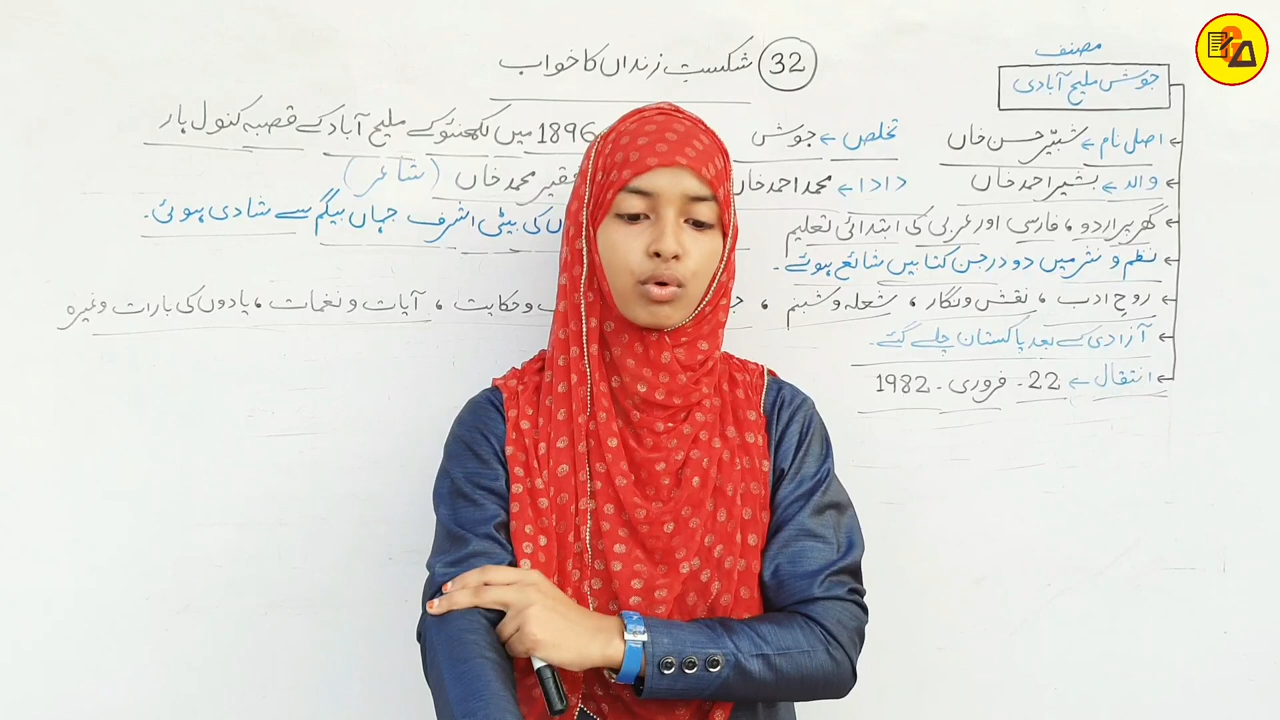 32 شکستِ زنداں کا خواب
مصنف
جوش ملیح آبادی
اصل نام ← شبیر حسن خاں تخلص ← جوش 1896 میں لکھنئو کے ملیح آباد کے قصبہ کنول ہار
والد ← بشیر احمد خاں دادا ← محمد احمد خاں فقیر محمد خاں (شاعر)
گھر پر اردو، فارسی اور عربی کی ابتدائی تعلیم کی بیٹی اشرف جہاں بیگم سے شادی ہوئی۔
نظم و نثر میں دو درجن کتابیں شائع ہوئے۔
روحِ ادب، نقش و نگار، شعلہ و شبنم، و حکایت، آیات و نغمات، یادوں کی بارات وغیرہ
آزادی کے بعد پاکستان چلے گئے۔
انتقال ← 22۔ فروری۔ 1982